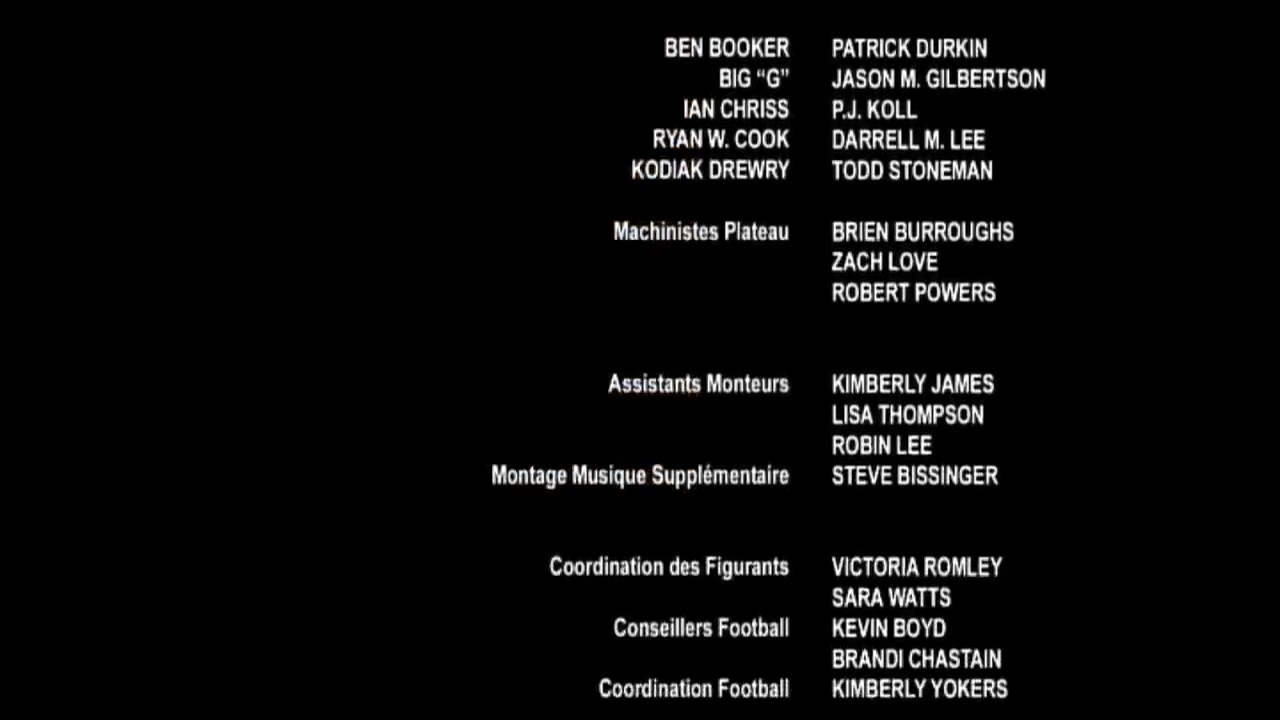 BEN BOOKER PATRICK DURKIN
BIG “G” JASON M. GILBERTSON
IAN CHRISS P.J. KOLL
RYAN W. COOK DARRELL M. LEE
KODIAK DREWRY TODD STONEMAN
Machinistes Plateau BRIEN BURROUGHS
ZACH LOVE
ROBERT POWERS
Assistants Monteurs KIMBERLY JAMES
LISA THOMPSON
ROBIN LEE
Montage Musique Supplémentaire STEVE BISSINGER
Coordination des Figurants VICTORIA ROMLEY
SARA WATTS
Conseillers Football KEVIN BOYD
BRANDI CHASTAIN
Coordination Football KIMBERLY YOKERS